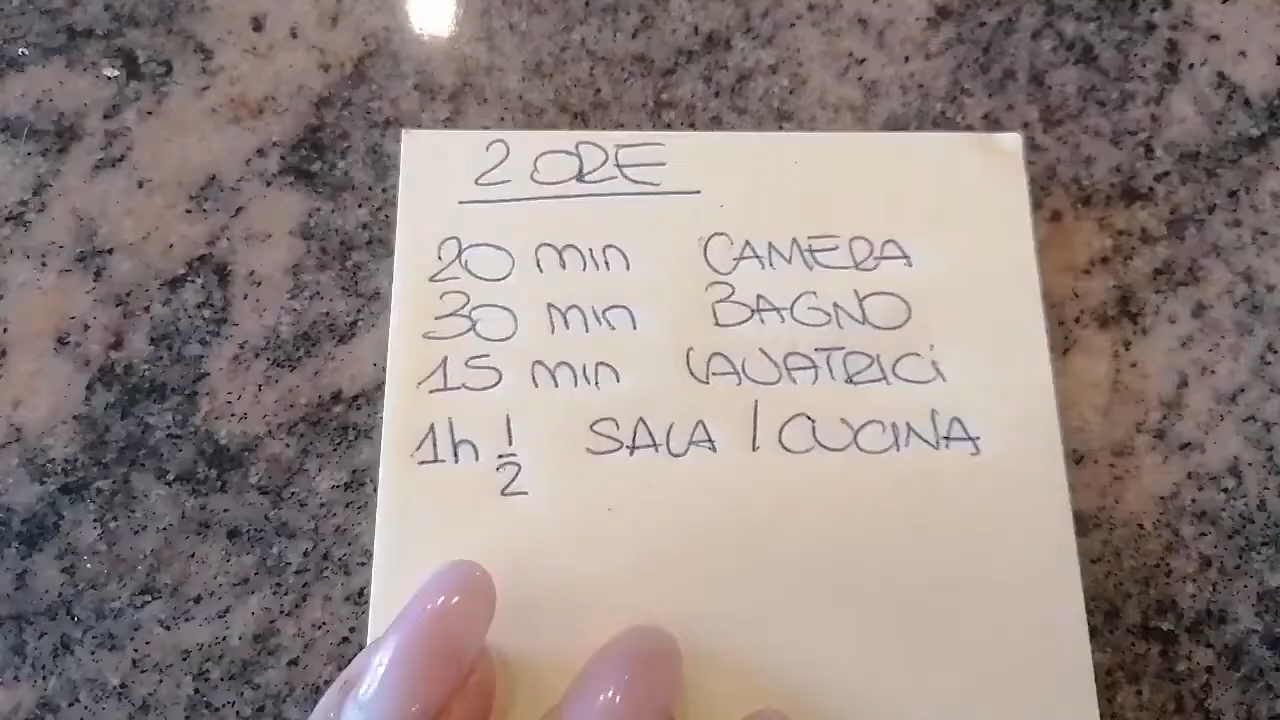 2 ORE
20 min CAMERA
30 min BAGNO
15 min LAVATRICi
1h 1/2 SALA / CUCINA